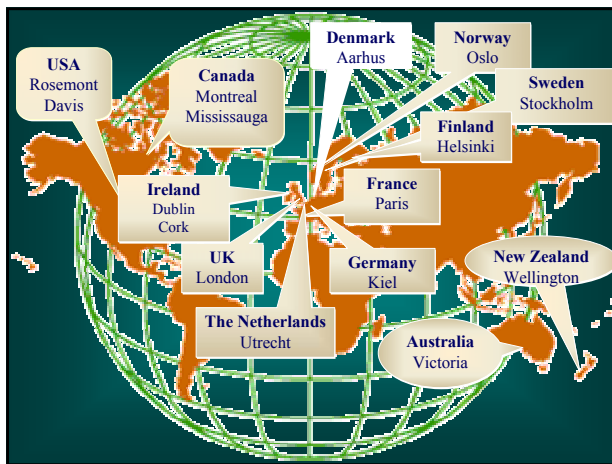 USA
Rosemont
Davis
Canada
Montreal
Mississauga
Denmark
Aarhus
Norway
Oslo
Sweden
Stockholm
Finland
Helsinki
Ireland
Dublin
Cork
France
Paris
UK
London
Germany
Kiel
New Zealand
Wellington
The Netherlands
Utrecht
Australia
Victoria